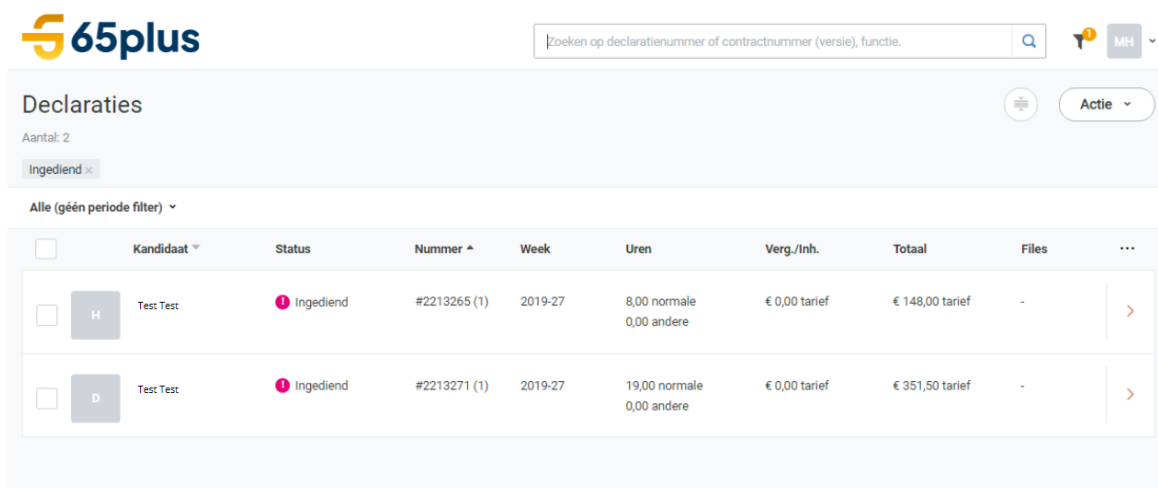 65plus
Zoeken op declaratienummer of contractnummer (versie), functie.
1
MH
Declaraties
Actie
Aantal: 2
Ingediend ×
Alle (géén periode filter)
Kandidaat Status Nummer Week Uren Verg./Inh. Totaal Files ...
H Test Test ! Ingediend #2213265 (1) 2019-27 8,00 normale € 0,00 tarief € 148,00 tarief -
0,00 andere
D Test Test ! Ingediend #2213271 (1) 2019-27 19,00 normale € 0,00 tarief € 351,50 tarief -
0,00 andere